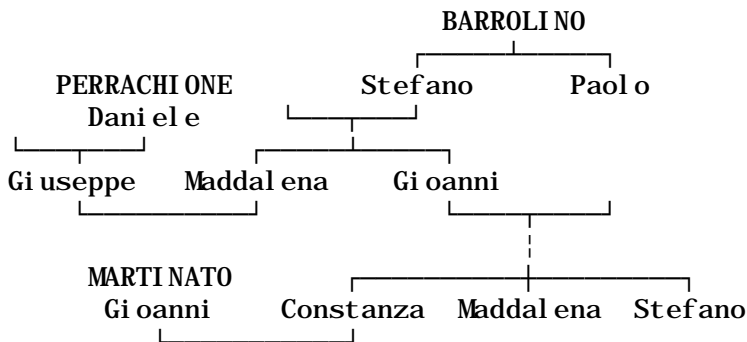 BARROLINO
PERRACHIONE Stefano Paolo
Daniele
Giuseppe Maddalena Gioanni
MARTINATO
Gioanni Constanza Maddalena Stefano